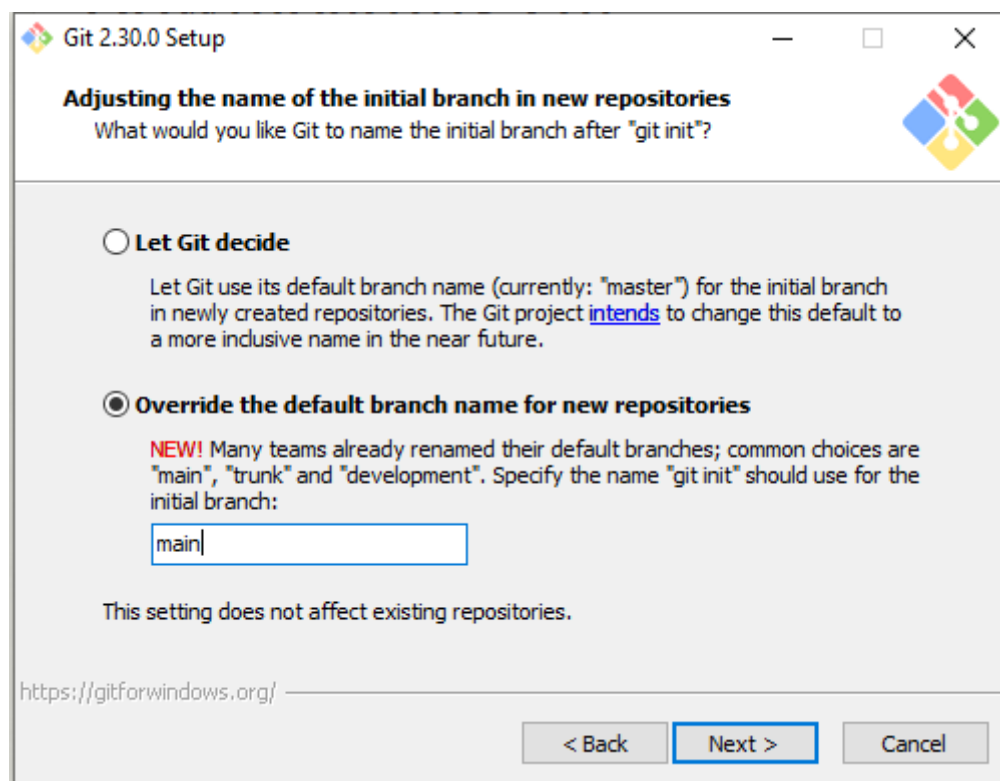 Git 2.30.0 Setup
Adjusting the name of the initial branch in new repositories
What would you like Git to name the initial branch after "git init"?
Let Git decide
Let Git use its default branch name (currently: "master") for the initial branch
in newly created repositories. The Git project intends to change this default to
a more inclusive name in the near future.
Override the default branch name for new repositories
NEW! Many teams already renamed their default branches; common choices are
"main", "trunk" and "development". Specify the name "git init" should use for the
initial branch:
main
This setting does not affect existing repositories.
https://gitforwindows.org/
< Back
Next >
Cancel